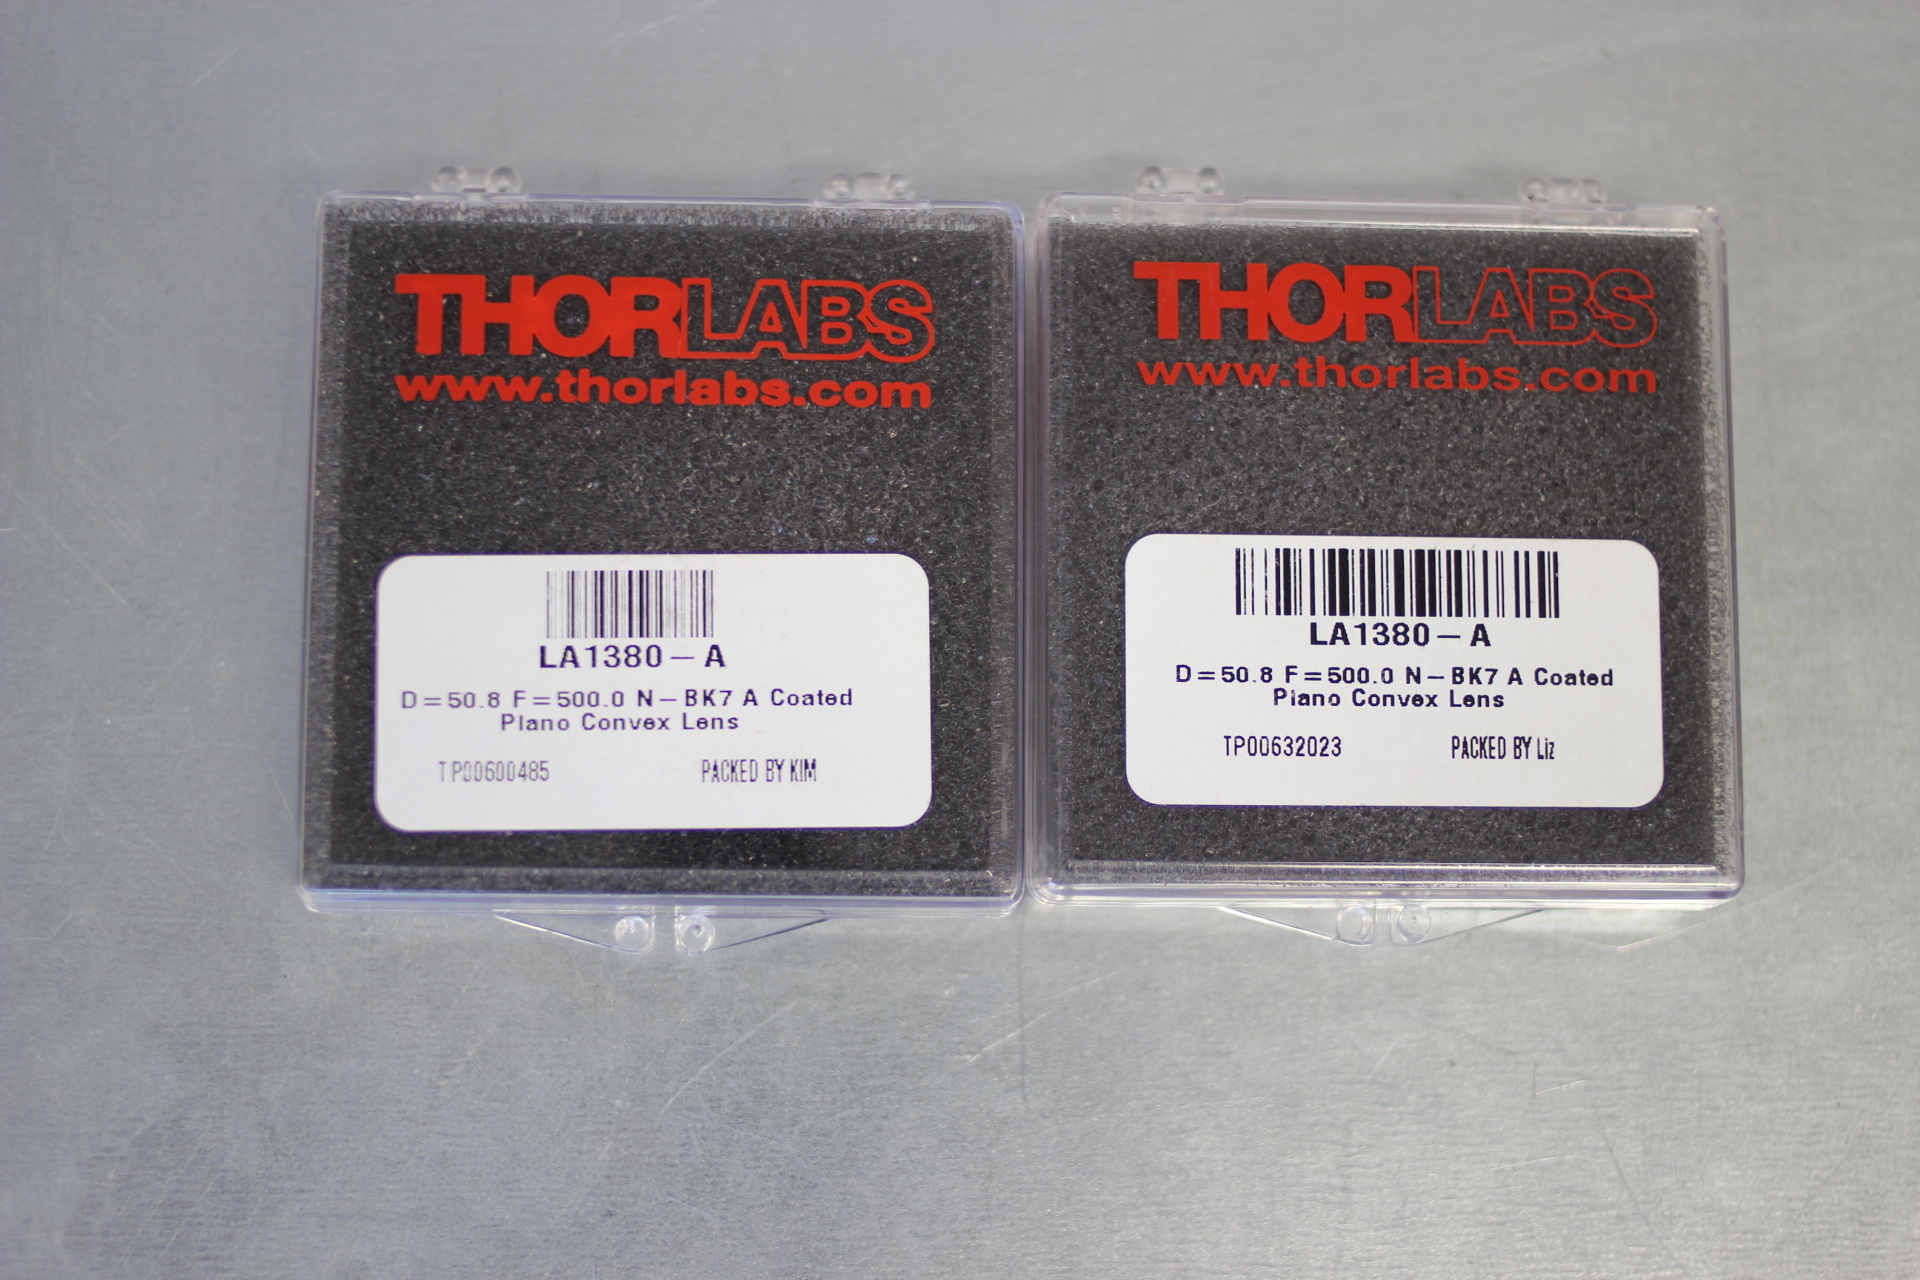 THORLABS
www.thorlabs.com
LA1380-A
D=50.8 F=500.0 N-BK7 A Coated
Plano Convex Lens
TP00600485 PACKED BY KIM
THORLABS
www.thorlabs.com
LA1380-A
D=50.8 F=500.0 N-BK7 A Coated
Plano Convex Lens
TP00632023 PACKED BY Liz